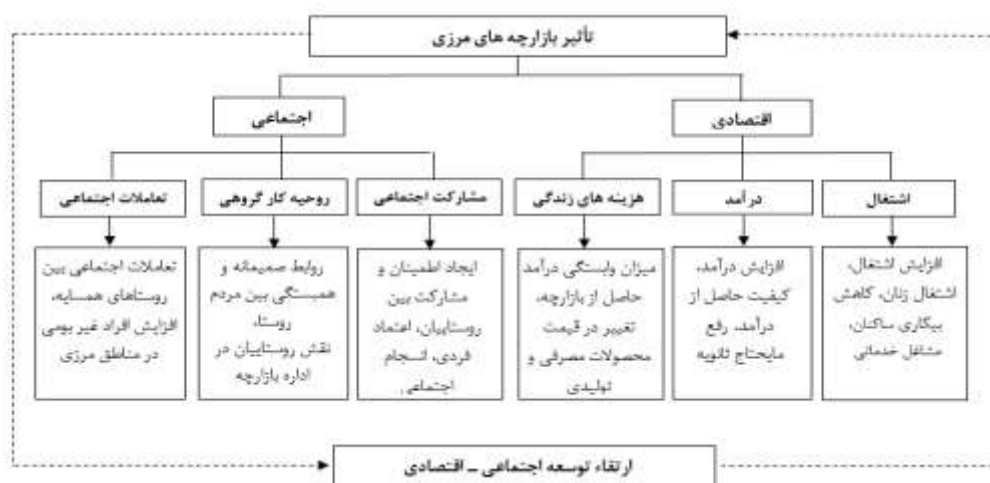 تأثیر بازارچه های مرزی
اقتصادی
اجتماعی
اشتغال
درآمد
هزینه های زندگی
مشارکت اجتماعی
روحیه کار گروهی
تعاملات اجتماعی
افزایش اشتغال،
اشتغال زنان، کاهش
بیکاری ساکنان،
مشاغل خدماتی
افزایش درآمد،
کیفیت حاصل از
درآمد، رفع
مایحتاج ثانویه
میزان وابستگی درآمد
حاصل از بازارچه،
تغییر در قیمت
محصولات مصرفی و
تولیدی
ایجاد اطمینان و
مشارکت بین
روستاییان، اعتماد
فردی، انسجام
اجتماعی
روابط صمیمانه و
همبستگی بین مردم
روستا،
نقش روستاییان در
اداره بازارچه
تعاملات اجتماعی بین
روستاهای همسایه،
افزایش افراد غیر بومی
در مناطق مرزی
ارتقاء توسعه اجتماعی ـ اقتصادی